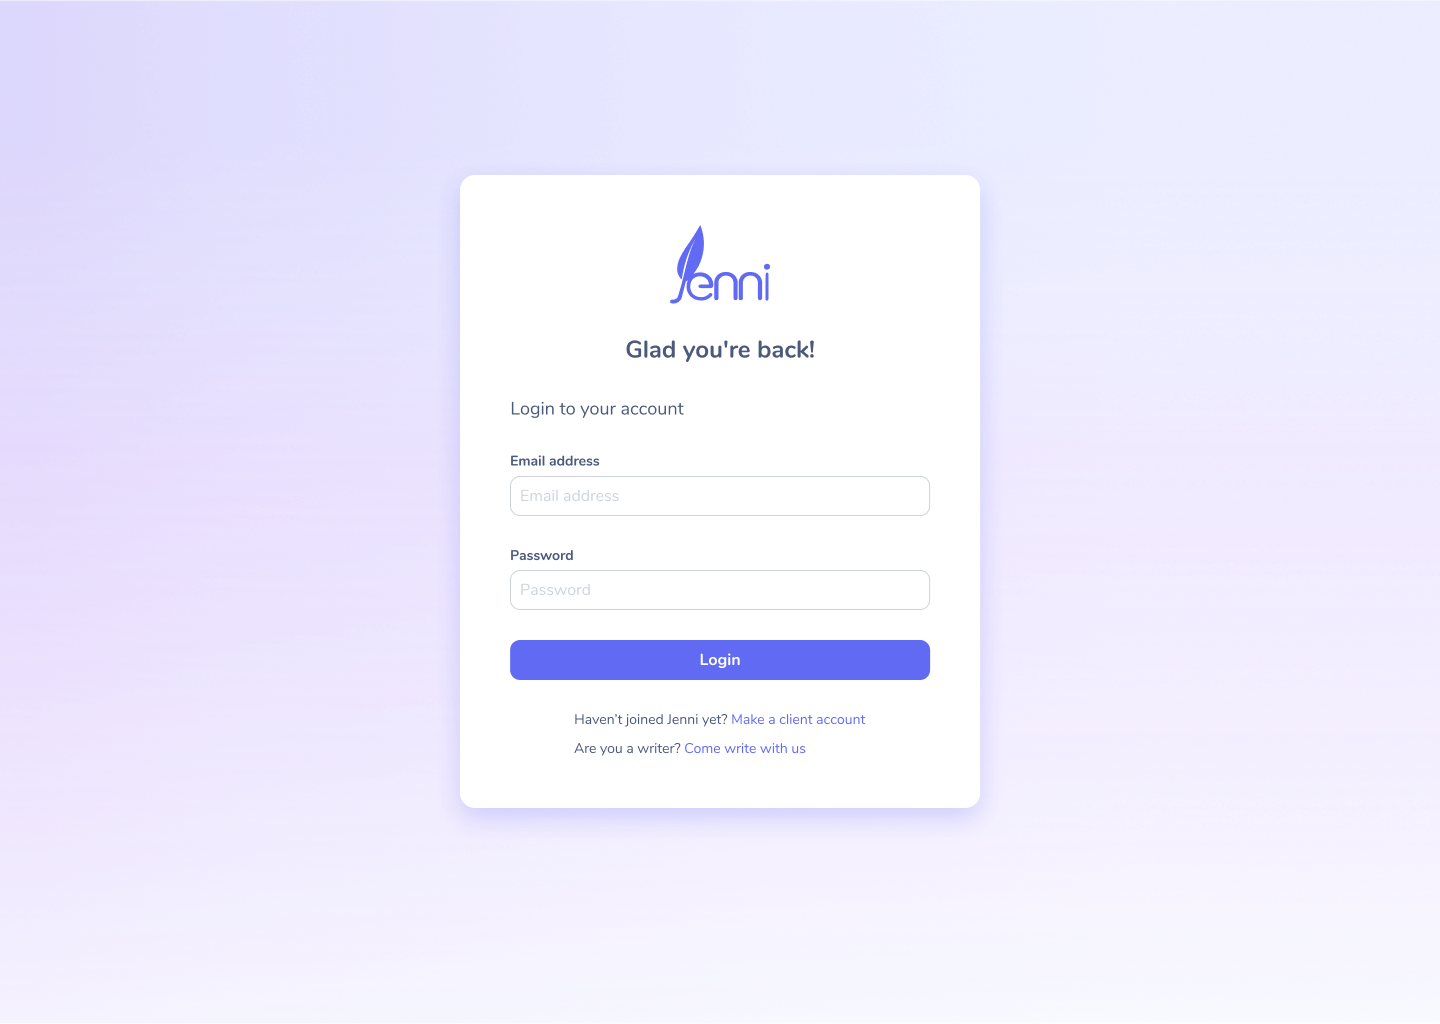 Jenni
Glad you're back!
Login to your account
Email address
Email address
Password
Password
Login
Haven't joined Jenni yet? Make a client account
Are you a writer? Come write with us